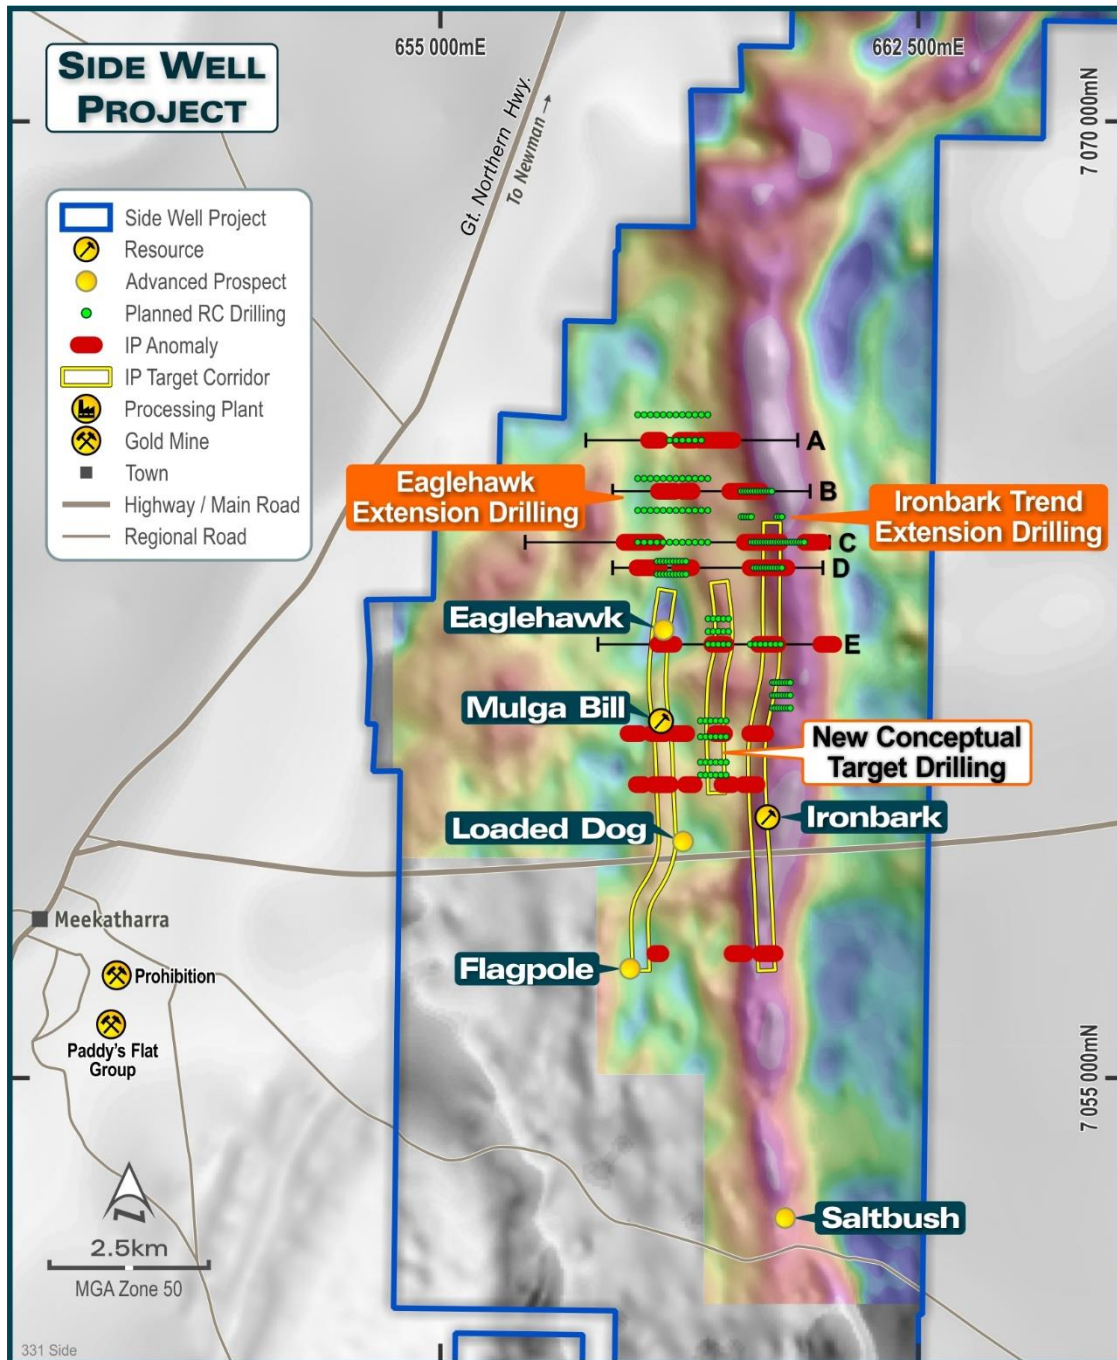 SIDE WELL
PROJECT
655 000mE
662 500mE
Gt. Northern Hwy.
To Newman →
7 070 000mN
Side Well Project
Resource
Advanced Prospect
Planned RC Drilling
IP Anomaly
IP Target Corridor
Processing Plant
Gold Mine
Town
Highway / Main Road
Regional Road
A
B
C
D
E
Eaglehawk
Extension Drilling
Ironbark Trend
Extension Drilling
Eaglehawk
Mulga Bill
New Conceptual
Target Drilling
Loaded Dog
Ironbark
Meekatharra
Flagpole
Prohibition
Paddy's Flat
Group
7 055 000mN
Saltbush
N
2.5km
MGA Zone 50
331 Side